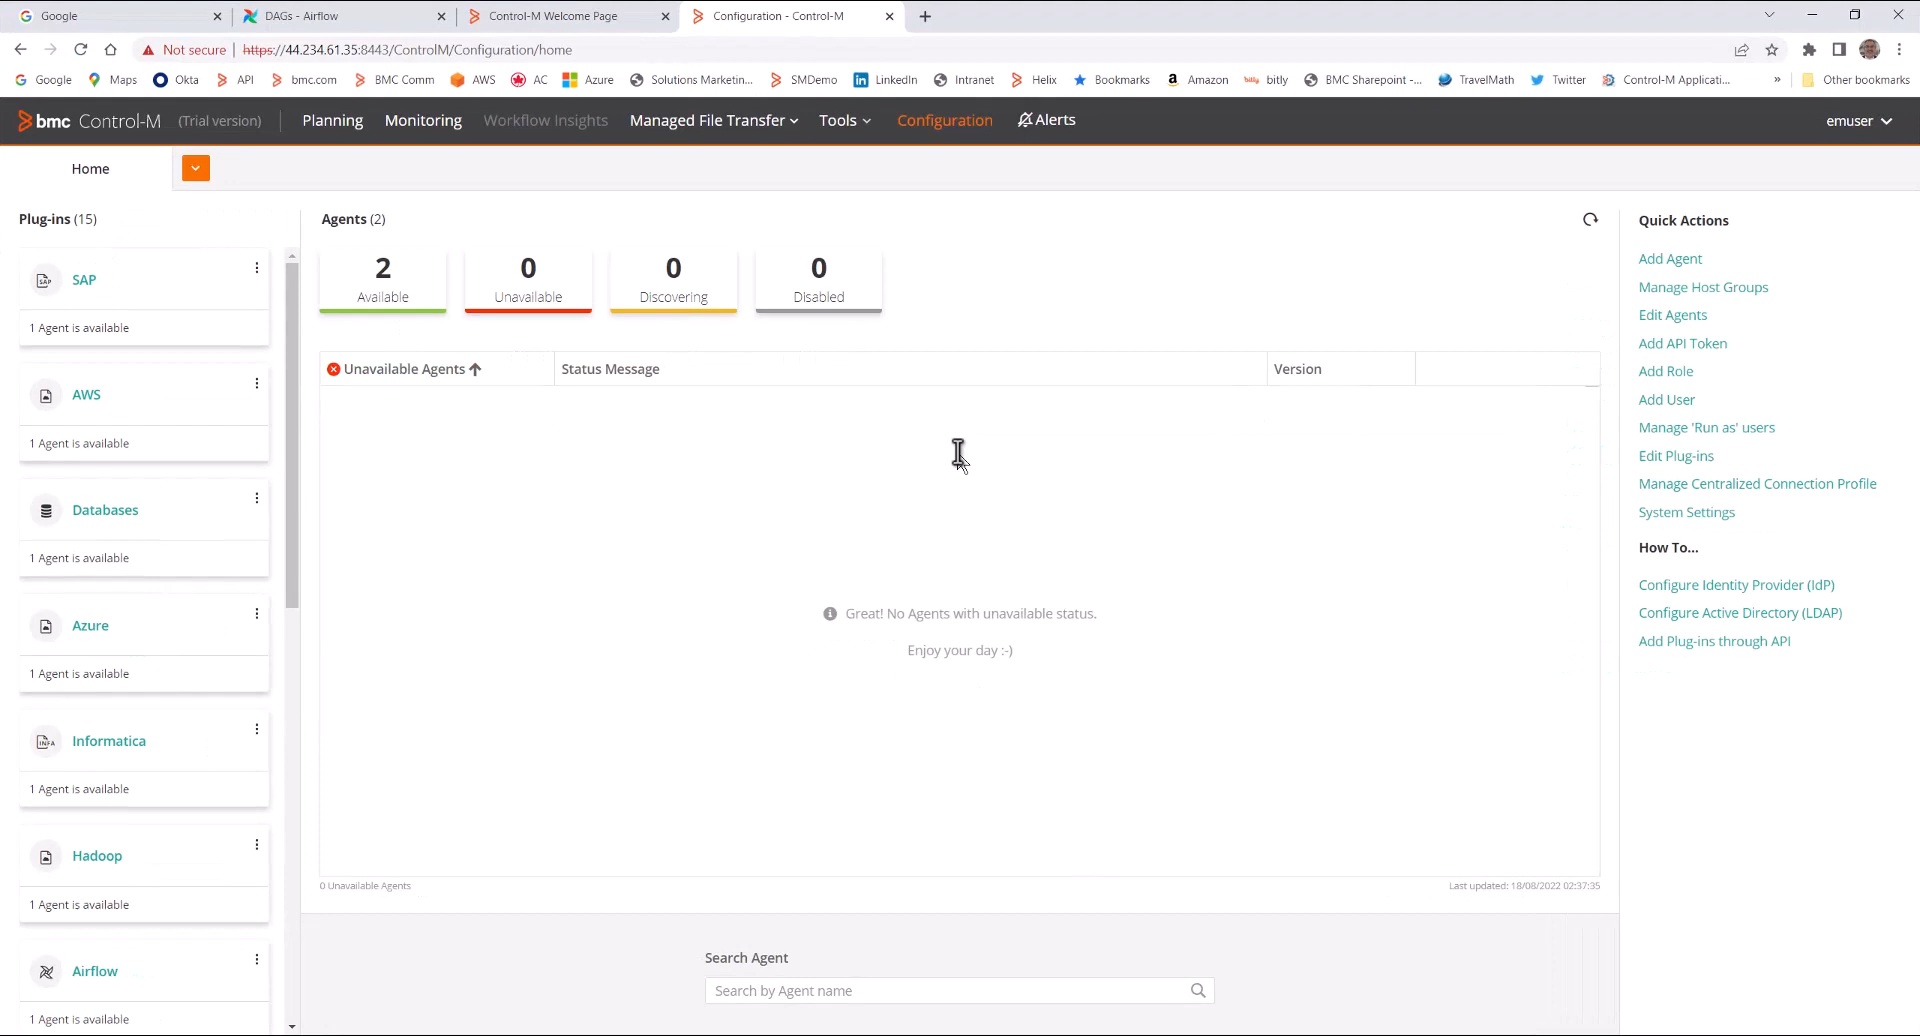 Google
DAGs - Airflow
Control-M Welcome Page
Configuration - Control-M
Not secure | https://44.234.61.35:8443/ControlM/Configuration/home
Google Maps Okta API bmc.com BMC Comm AWS AC Azure Solutions Marketin... SMDemo LinkedIn Intranet Helix Bookmarks Amazon bitly BMC Sharepoint -... TravelMath Twitter Control-M Applicati... » Other bookmarks
bmc Control-M (Trial version) Planning Monitoring Workflow Insights Managed File Transfer Tools Configuration Alerts emuser
Home
Plug-ins (15)
SAP
1 Agent is available
AWS
1 Agent is available
Databases
1 Agent is available
Azure
1 Agent is available
INFA
Informatica
1 Agent is available
Hadoop
1 Agent is available
Airflow
1 Agent is available
Agents (2)
2 Available
0 Unavailable
0 Discovering
0 Disabled
Unavailable Agents Status Message Version
Great! No Agents with unavailable status.
Enjoy your day :-)
0 Unavailable Agents
Last updated: 18/08/2022 02:37:35
Search Agent
Search by Agent name
Quick Actions
Add Agent
Manage Host Groups
Edit Agents
Add API Token
Add Role
Add User
Manage 'Run as' users
Edit Plug-ins
Manage Centralized Connection Profile
System Settings
How To...
Configure Identity Provider (IdP)
Configure Active Directory (LDAP)
Add Plug-ins through API